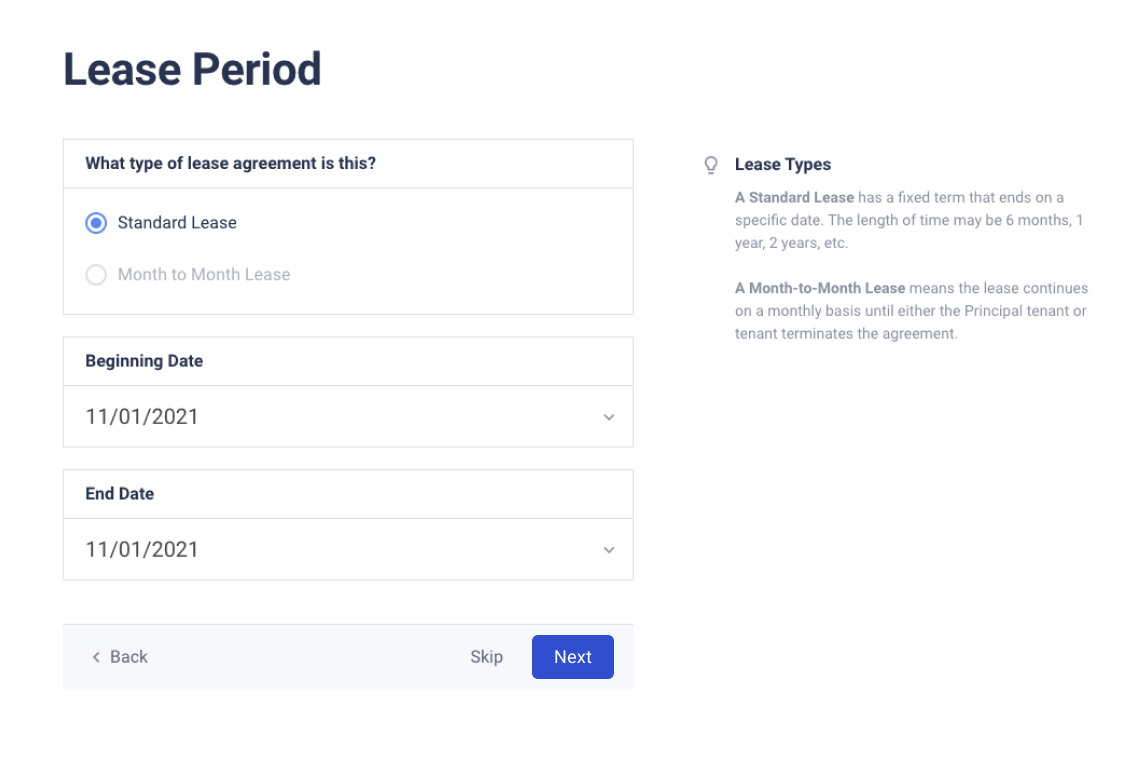 Lease Period
What type of lease agreement is this?
Standard Lease
Month to Month Lease
Beginning Date
11/01/2021
End Date
11/01/2021
Back
Skip
Next
Lease Types
A Standard Lease has a fixed term that ends on a
specific date. The length of time may be 6 months, 1
year, 2 years, etc.
A Month-to-Month Lease means the lease continues
on a monthly basis until either the Principal tenant or
tenant terminates the agreement.